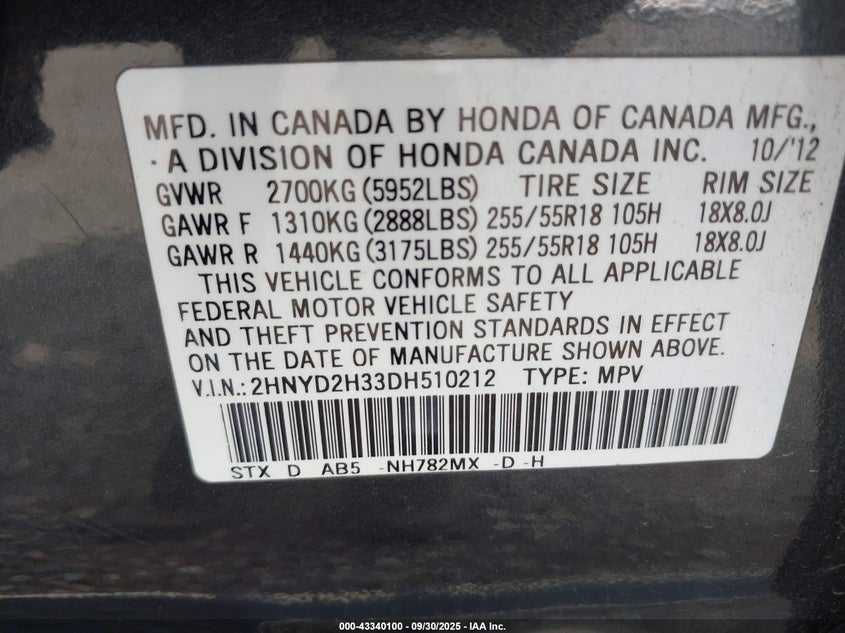 MFD. IN CANADA BY HONDA OF CANADA MFG.,
. A DIVISION OF HONDA CANADA INC. 10/'12
GVWR 2700KG (5952LBS) TIRE SIZE RIM SIZE
GAWR F 1310KG (2888LBS) 255/55R18 105H 18X8.0J
GAWR R 1440KG (3175LBS) 255/55R18 105H 18X8.0J
THIS VEHICLE CONFORMS TO ALL APPLICABLE
FEDERAL MOTOR VEHICLE SAFETY
AND THEFT PREVENTION STANDARDS IN EFFECT
ON THE DATE OF MANUFACTURE SHOWN ABOVE.
V.I.N.: 2HNYD2H33DH510212 TYPE: MPV
STX D AB5 -NH782MX -D -H
000-43340100 - 09/30/2025 - IAA Inc.